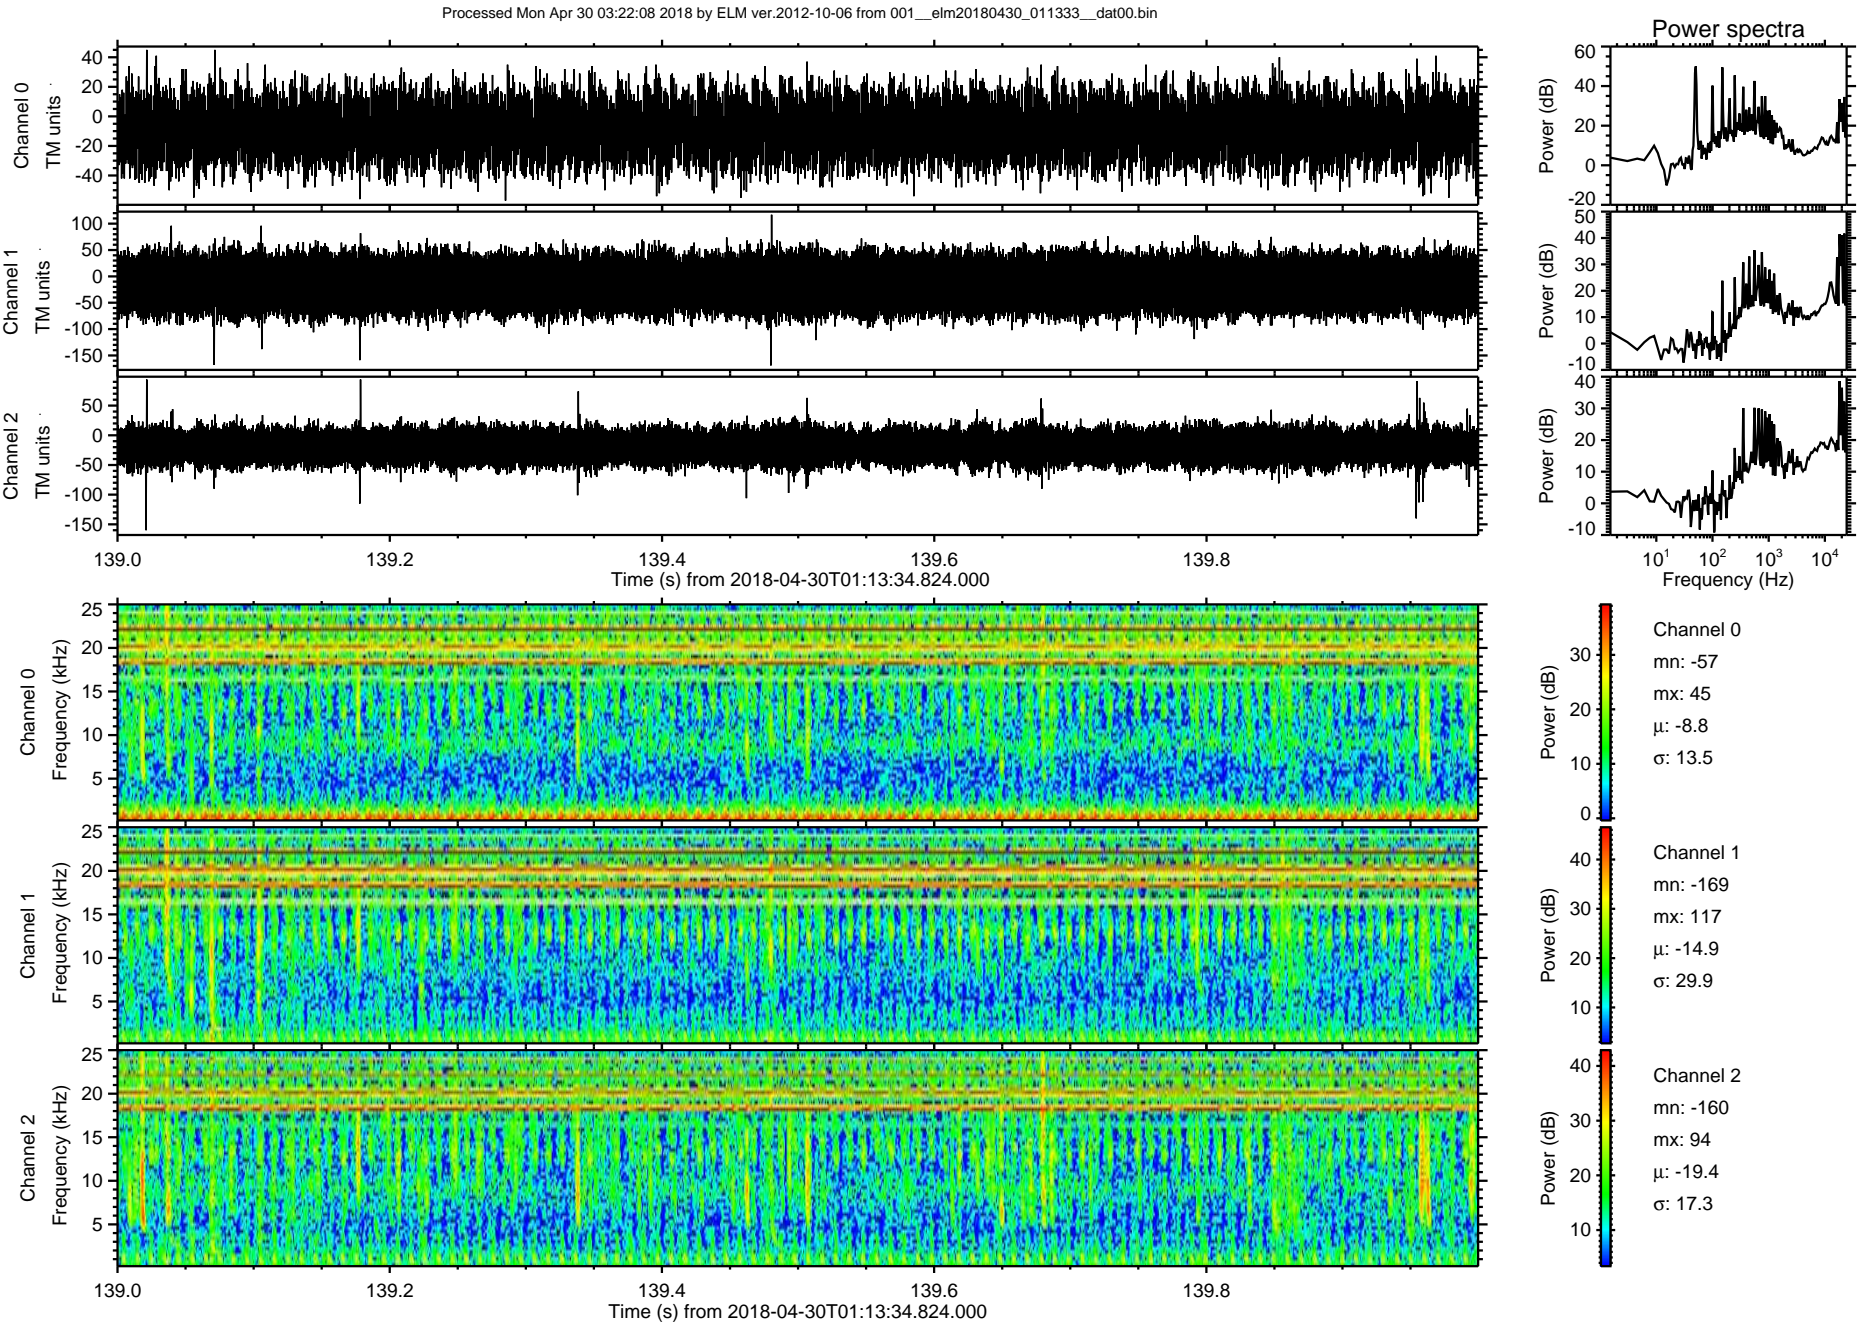 Processed Mon Apr 30 03:22:08 2018 by ELM ver.2012-10-06 from 001__elm20180430_011333__dat00.bin
Power spectra
Channel 0
TM units
40
20
0
-20
-40
Power (dB)
60
40
20
0
-20
Channel 1
TM units
100
50
0
-50
-100
-150
Power (dB)
50
40
30
20
10
0
-10
Channel 2
TM units
50
0
-50
-100
-150
Power (dB)
40
30
20
10
0
-10
139.0 139.2 139.4 139.6 139.8
Time (s) from 2018-04-30T01:13:34.824.000
10¹ 10² 10³ 10⁴
Frequency (Hz)
Channel 0
Frequency (kHz)
25
20
15
10
5
Power (dB)
30
20
10
0
Channel 0
mn: -57
mx: 45
μ: -8.8
σ: 13.5
Channel 1
Frequency (kHz)
25
20
15
10
5
Power (dB)
40
30
20
10
Channel 1
mn: -169
mx: 117
μ: -14.9
σ: 29.9
Channel 2
Frequency (kHz)
25
20
15
10
5
Power (dB)
40
30
20
10
Channel 2
mn: -160
mx: 94
μ: -19.4
σ: 17.3
139.0 139.2 139.4 139.6 139.8
Time (s) from 2018-04-30T01:13:34.824.000